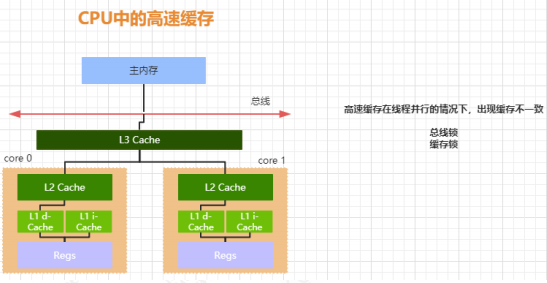 CPU中的高速缓存
主内存
总线
高速缓存在线程并行的情况下，出现缓存不一致
总线锁
缓存锁
L3 Cache
core 0
core 1
L2 Cache
L2 Cache
L1 d-
Cache
L1 i-
Cache
L1 d-
Cache
L1 i-
Cache
Regs
Regs